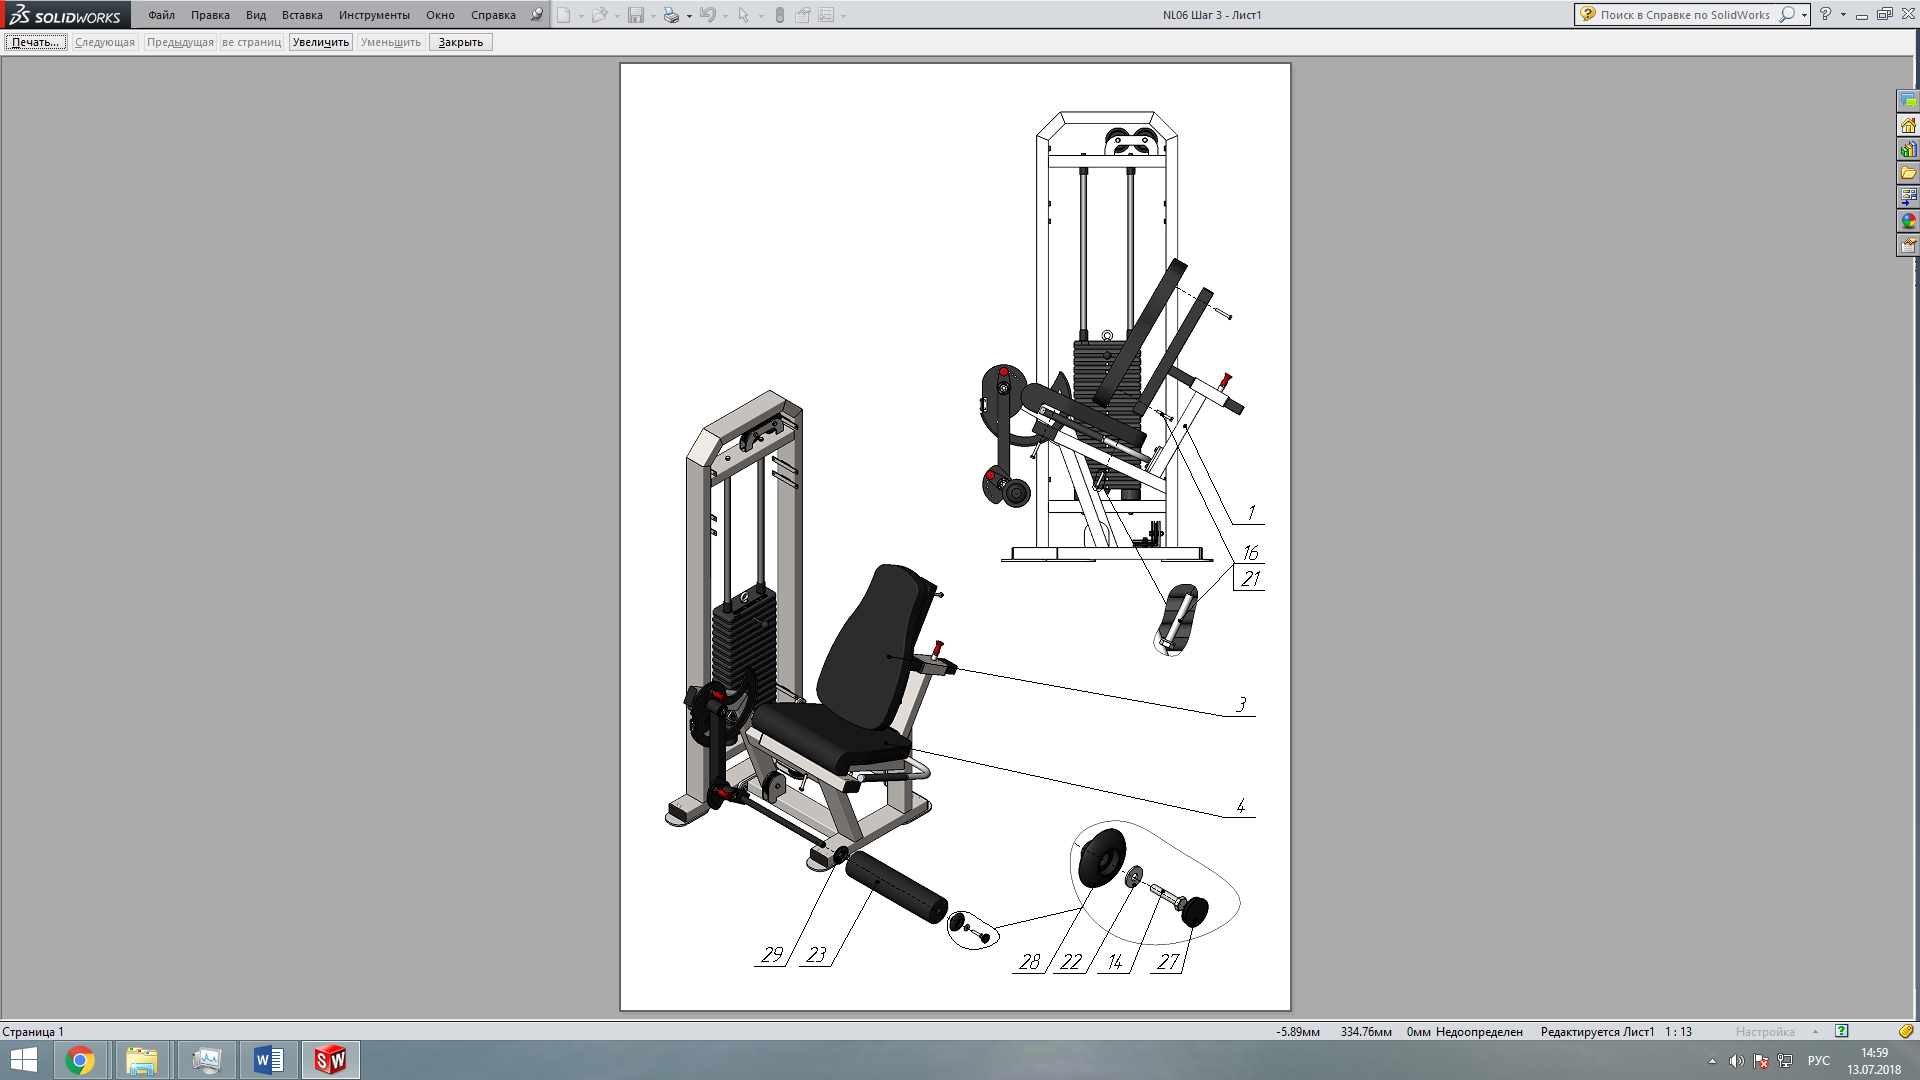 SOLIDWORKS
Файл Правка Вид Вставка Инструменты Окно Справка
NL06 Шаг 3 - Лист1
Поиск в Справке по SolidWorks
Печать... Следующая Предыдущая ве страниц Увеличить Уменьшить Закрыть
1
16
21
3
4
29 23
28 22 14 27
Страница 1
-5.89мм 334.76мм 0мм Недоопределен Редактируется Лист1 1 : 13 Настройка
РУС
14:59
13.07.2018